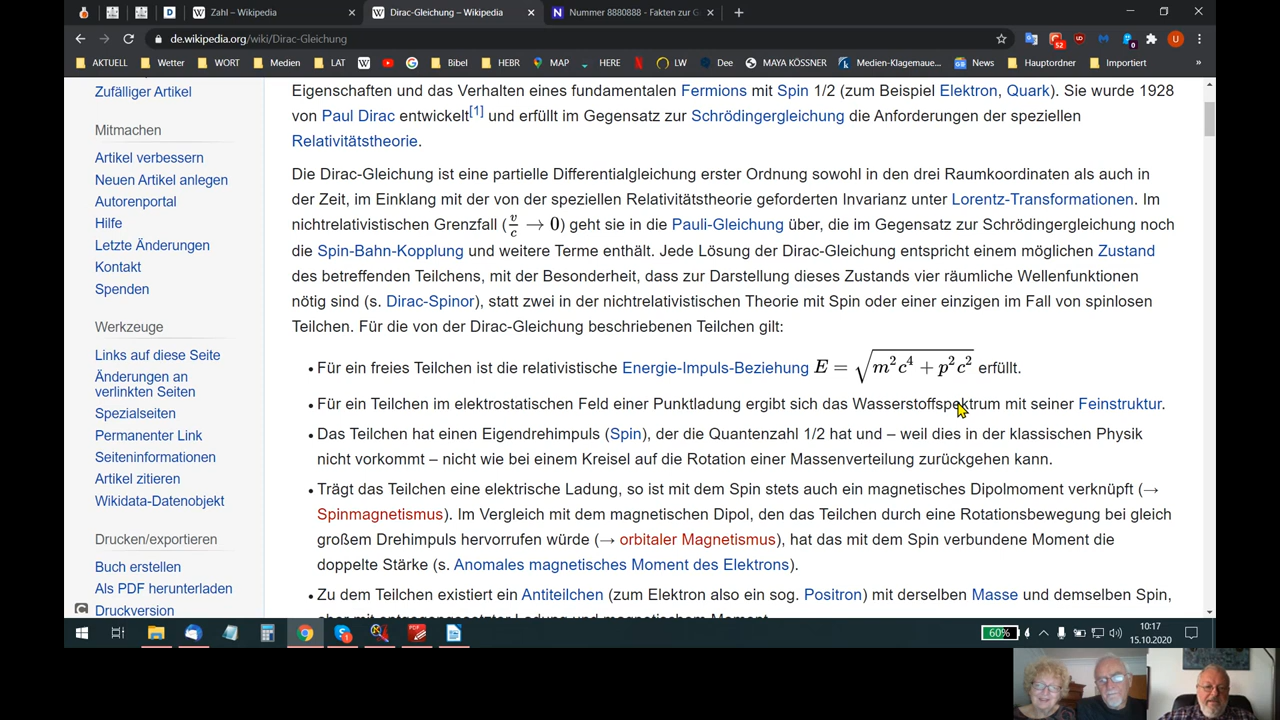 Zahl – Wikipedia
Dirac-Gleichung – Wikipedia
Nummer 8880888 - Fakten zur G
de.wikipedia.org/wiki/Dirac-Gleichung
AKTUELL Wetter WORT Medien LAT Bibel HEBR MAP HERE LW Dee MAYA KÖSSNER Medien-Klagemaue... News Hauptordner Importiert »
Zufälliger Artikel
Mitmachen
Artikel verbessern
Neuen Artikel anlegen
Autorenportal
Hilfe
Letzte Änderungen
Kontakt
Spenden
Werkzeuge
Links auf diese Seite
Änderungen an
verlinkten Seiten
Spezialseiten
Permanenter Link
Seiteninformationen
Artikel zitieren
Wikidata-Datenobjekt
Drucken/exportieren
Buch erstellen
Als PDF herunterladen
Druckversion
Eigenschaften und das Verhalten eines fundamentalen Fermions mit Spin 1/2 (zum Beispiel Elektron, Quark). Sie wurde 1928
von Paul Dirac entwickelt[1] und erfüllt im Gegensatz zur Schrödingergleichung die Anforderungen der speziellen
Relativitätstheorie.
Die Dirac-Gleichung ist eine partielle Differentialgleichung erster Ordnung sowohl in den drei Raumkoordinaten als auch in
der Zeit, im Einklang mit der von der speziellen Relativitätstheorie geforderten Invarianz unter Lorentz-Transformationen. Im
nichtrelativistischen Grenzfall (v/c → 0) geht sie in die Pauli-Gleichung über, die im Gegensatz zur Schrödingergleichung noch
die Spin-Bahn-Kopplung und weitere Terme enthält. Jede Lösung der Dirac-Gleichung entspricht einem möglichen Zustand
des betreffenden Teilchens, mit der Besonderheit, dass zur Darstellung dieses Zustands vier räumliche Wellenfunktionen
nötig sind (s. Dirac-Spinor), statt zwei in der nichtrelativistischen Theorie mit Spin oder einer einzigen im Fall von spinlosen
Teilchen. Für die von der Dirac-Gleichung beschriebenen Teilchen gilt:
• Für ein freies Teilchen ist die relativistische Energie-Impuls-Beziehung E = √(m²c⁴ + p²c²) erfüllt.
• Für ein Teilchen im elektrostatischen Feld einer Punktladung ergibt sich das Wasserstoffspektrum mit seiner Feinstruktur.
• Das Teilchen hat einen Eigendrehimpuls (Spin), der die Quantenzahl 1/2 hat und – weil dies in der klassischen Physik
nicht vorkommt – nicht wie bei einem Kreisel auf die Rotation einer Massenverteilung zurückgehen kann.
• Trägt das Teilchen eine elektrische Ladung, so ist mit dem Spin stets auch ein magnetisches Dipolmoment verknüpft (→
Spinmagnetismus). Im Vergleich mit dem magnetischen Dipol, den das Teilchen durch eine Rotationsbewegung bei gleich
großem Drehimpuls hervorrufen würde (→ orbitaler Magnetismus), hat das mit dem Spin verbundene Moment die
doppelte Stärke (s. Anomales magnetisches Moment des Elektrons).
• Zu dem Teilchen existiert ein Antiteilchen (zum Elektron also ein sog. Positron) mit derselben Masse und demselben Spin,
60%
10:17
15.10.2020